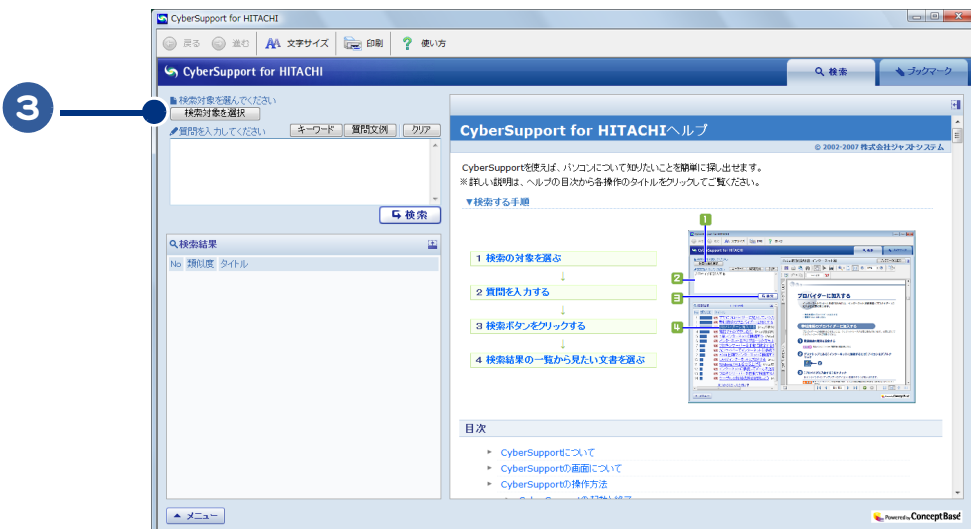 CyberSupport for HITACHI
戻る 進む 文字サイズ 印刷 使い方
CyberSupport for HITACHI 検索 ブックマーク
3
検索対象を選んでください
検索対象を選択
質問を入力してください キーワード 質問文例 クリア
検索
検索結果
No 類似度 タイトル
CyberSupport for HITACHIヘルプ
© 2002-2007 株式会社ジャストシステム
CyberSupportを使えば、パソコンについて知りたいことを簡単に探し出せます。
※詳しい説明は、ヘルプの目次から各操作のタイトルをクリックしてご覧ください。
▼検索する手順
1 検索の対象を選ぶ
↓
2 質問を入力する
↓
3 検索ボタンをクリックする
↓
4 検索結果の一覧から見たい文書を選ぶ
1
2
3
4
プロバイダーに加入する
目次
CyberSupportについて
CyberSupportの画面について
CyberSupportの操作方法
メニュー
Powered by ConceptBase